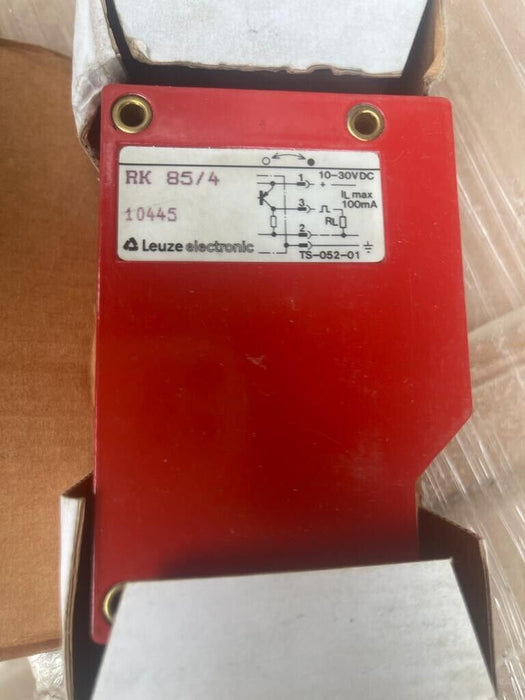 RK 85/4
10445
Leuze electronic
1 10-30VDC
+ IL max
3 100mA
RL
2
TS-052-01